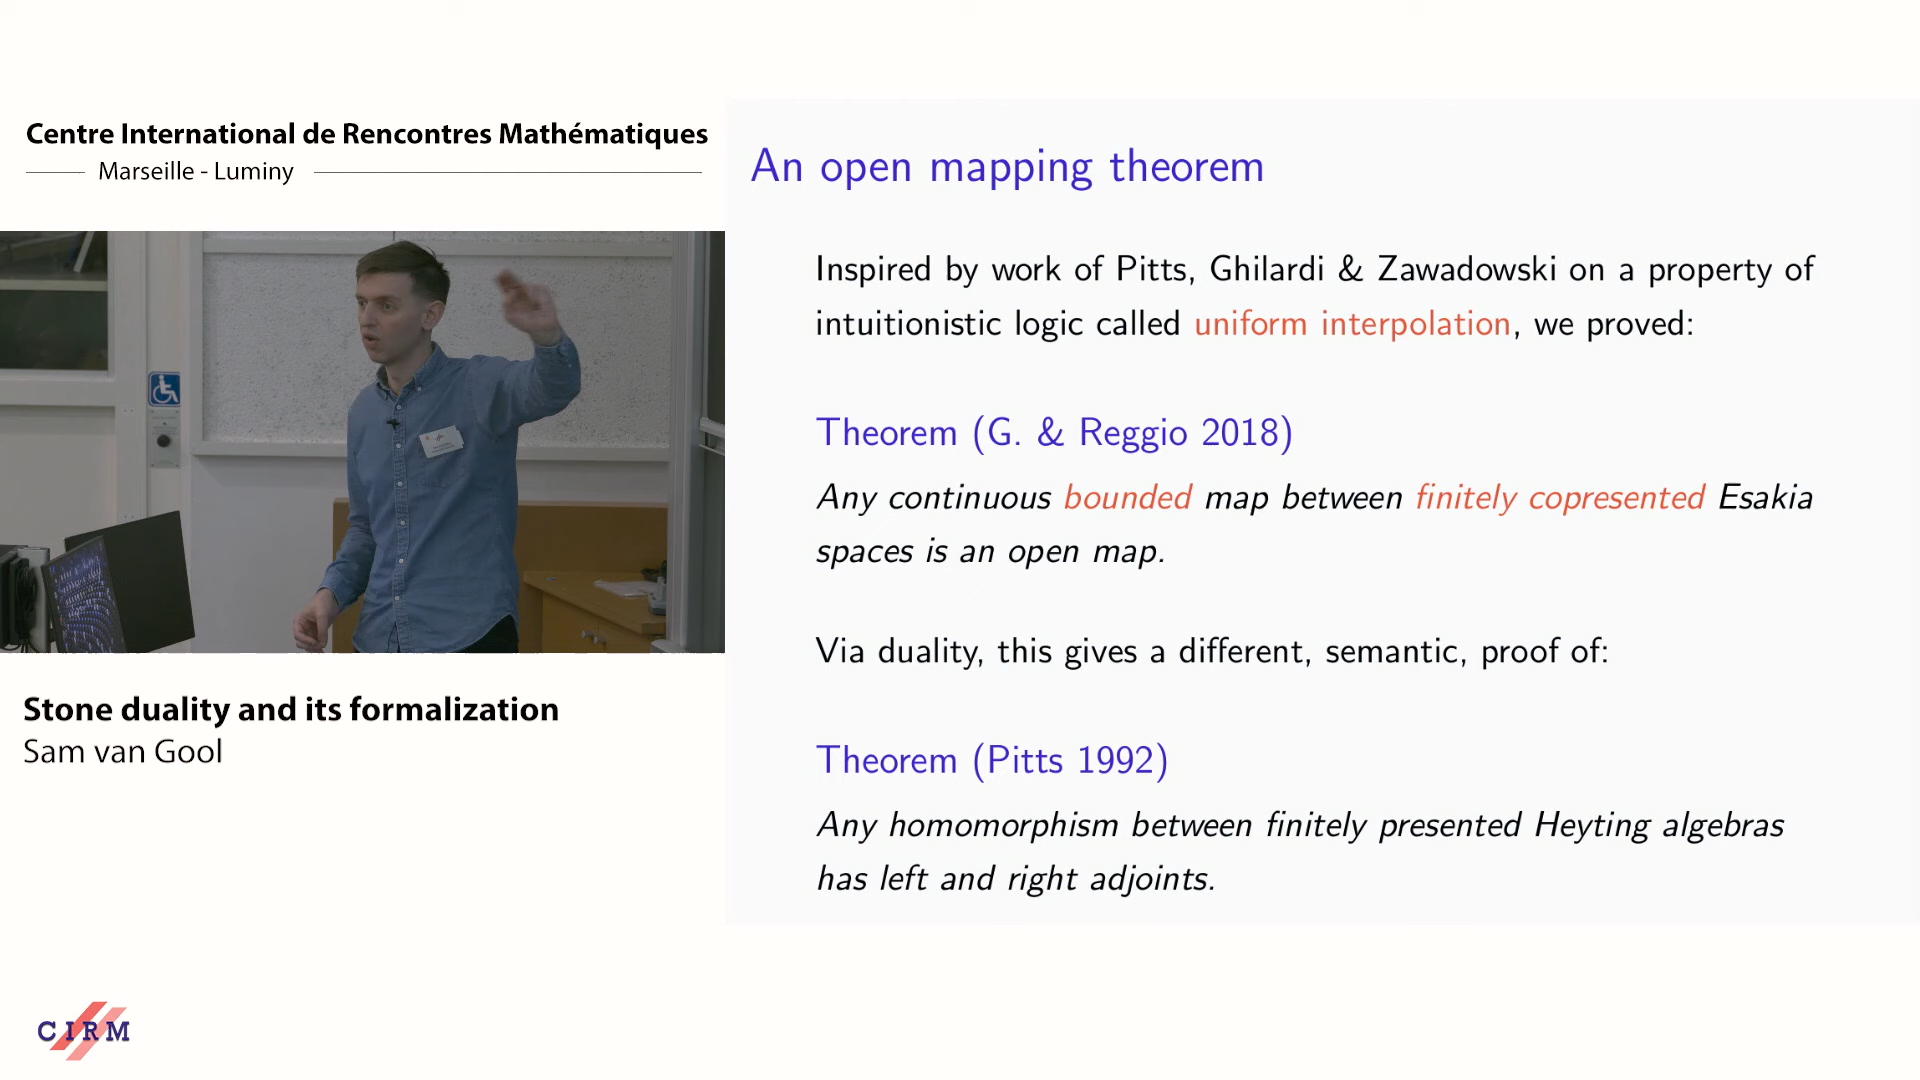 Centre International de Rencontres Mathématiques
Marseille - Luminy
An open mapping theorem
Inspired by work of Pitts, Ghilardi & Zawadowski on a property of
intuitionistic logic called uniform interpolation, we proved:
Theorem (G. & Reggio 2018)
Any continuous bounded map between finitely copresented Esakia
spaces is an open map.
Via duality, this gives a different, semantic, proof of:
Theorem (Pitts 1992)
Any homomorphism between finitely presented Heyting algebras
has left and right adjoints.
Stone duality and its formalization
Sam van Gool
CIRM